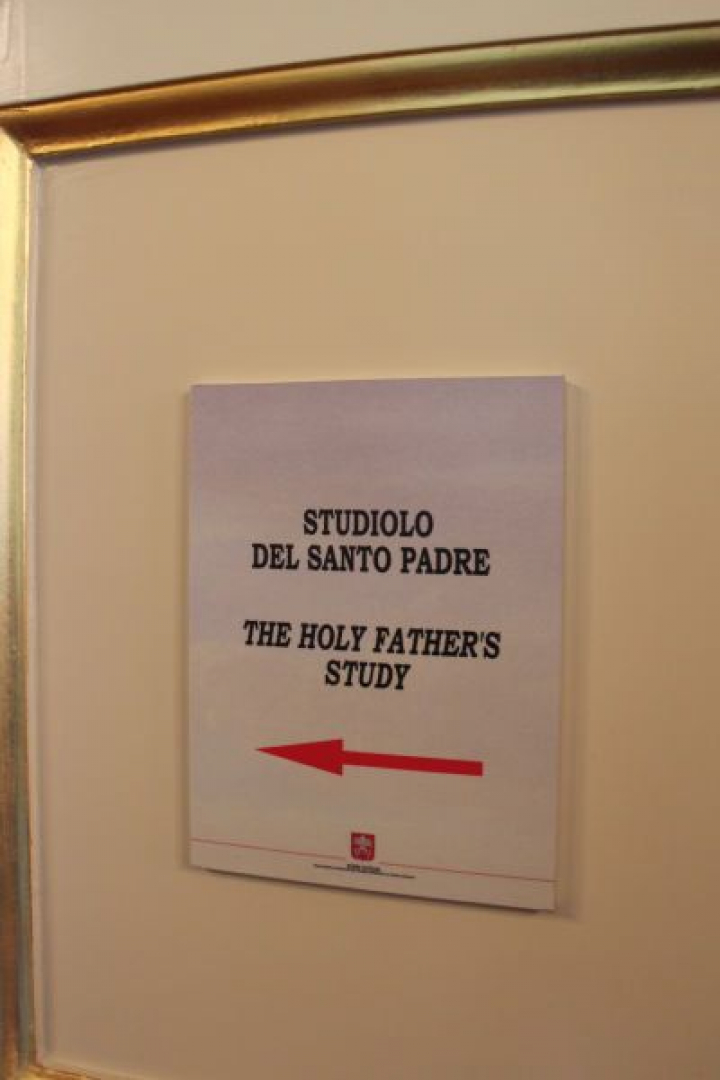 STUDIOLO
DEL SANTO PADRE
THE HOLY FATHER'S
STUDY